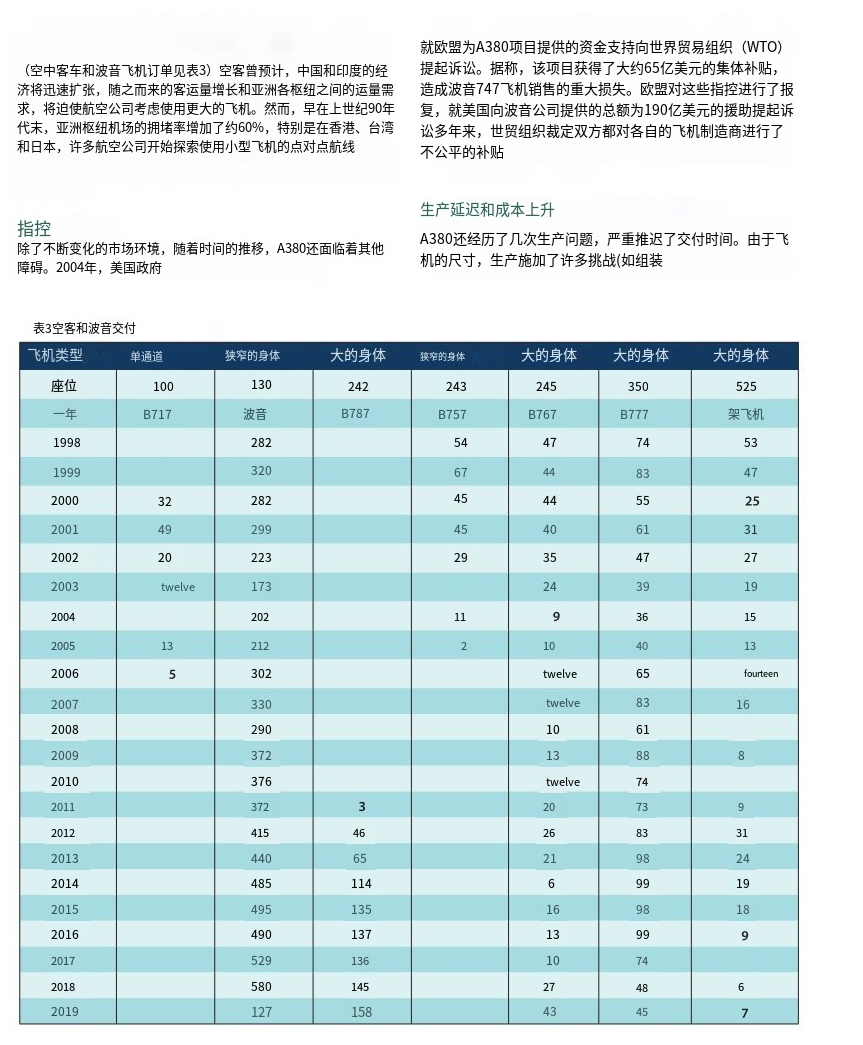 （空中客车和波音飞机订单见表3）空客曾预计，中国和印度的经
济将迅速扩张，随之而来的客运量增长和亚洲各枢纽之间的运量需
求，将迫使航空公司考虑使用更大的飞机。然而，早在上世纪90年
代末，亚洲枢纽机场的拥堵率增加了约60%，特别是在香港、台湾
和日本，许多航空公司开始探索使用小型飞机的点对点航线
指控
除了不断变化的市场环境，随着时间的推移，A380还面临着其他
障碍。2004年，美国政府
就欧盟为A380项目提供的资金支持向世界贸易组织（WTO）
提起诉讼。据称，该项目获得了大约65亿美元的集体补贴，
造成波音747飞机销售的重大损失。欧盟对这些指控进行了报
复，就美国向波音公司提供的总额为190亿美元的援助提起诉
讼多年来，世贸组织裁定双方都对各自的飞机制造商进行了
不公平的补贴
生产延迟和成本上升
A380还经历了几次生产问题，严重推迟了交付时间。由于飞
机的尺寸，生产施加了许多挑战(如组装
表3空客和波音交付
飞机类型 单通道 狭窄的身体 大的身体 狭窄的身体 大的身体 大的身体 大的身体
座位 100 130 242 243 245 350 525
一年 B717 波音 B787 B757 B767 B777 架飞机
1998 282 54 47 74 53
1999 320 67 44 83 47
2000 32 282 45 44 55 25
2001 49 299 45 40 61 31
2002 20 223 29 35 47 27
2003 twelve 173 24 39 19
2004 202 11 9 36 15
2005 13 212 2 10 40 13
2006 5 302 twelve 65 fourteen
2007 330 twelve 83 16
2008 290 10 61
2009 372 13 88 8
2010 376 twelve 74
2011 372 3 20 73 9
2012 415 46 26 83 31
2013 440 65 21 98 24
2014 485 114 6 99 19
2015 495 135 16 98 18
2016 490 137 13 99 9
2017 529 136 10 74
2018 580 145 27 48 6
2019 127 158 43 45 7